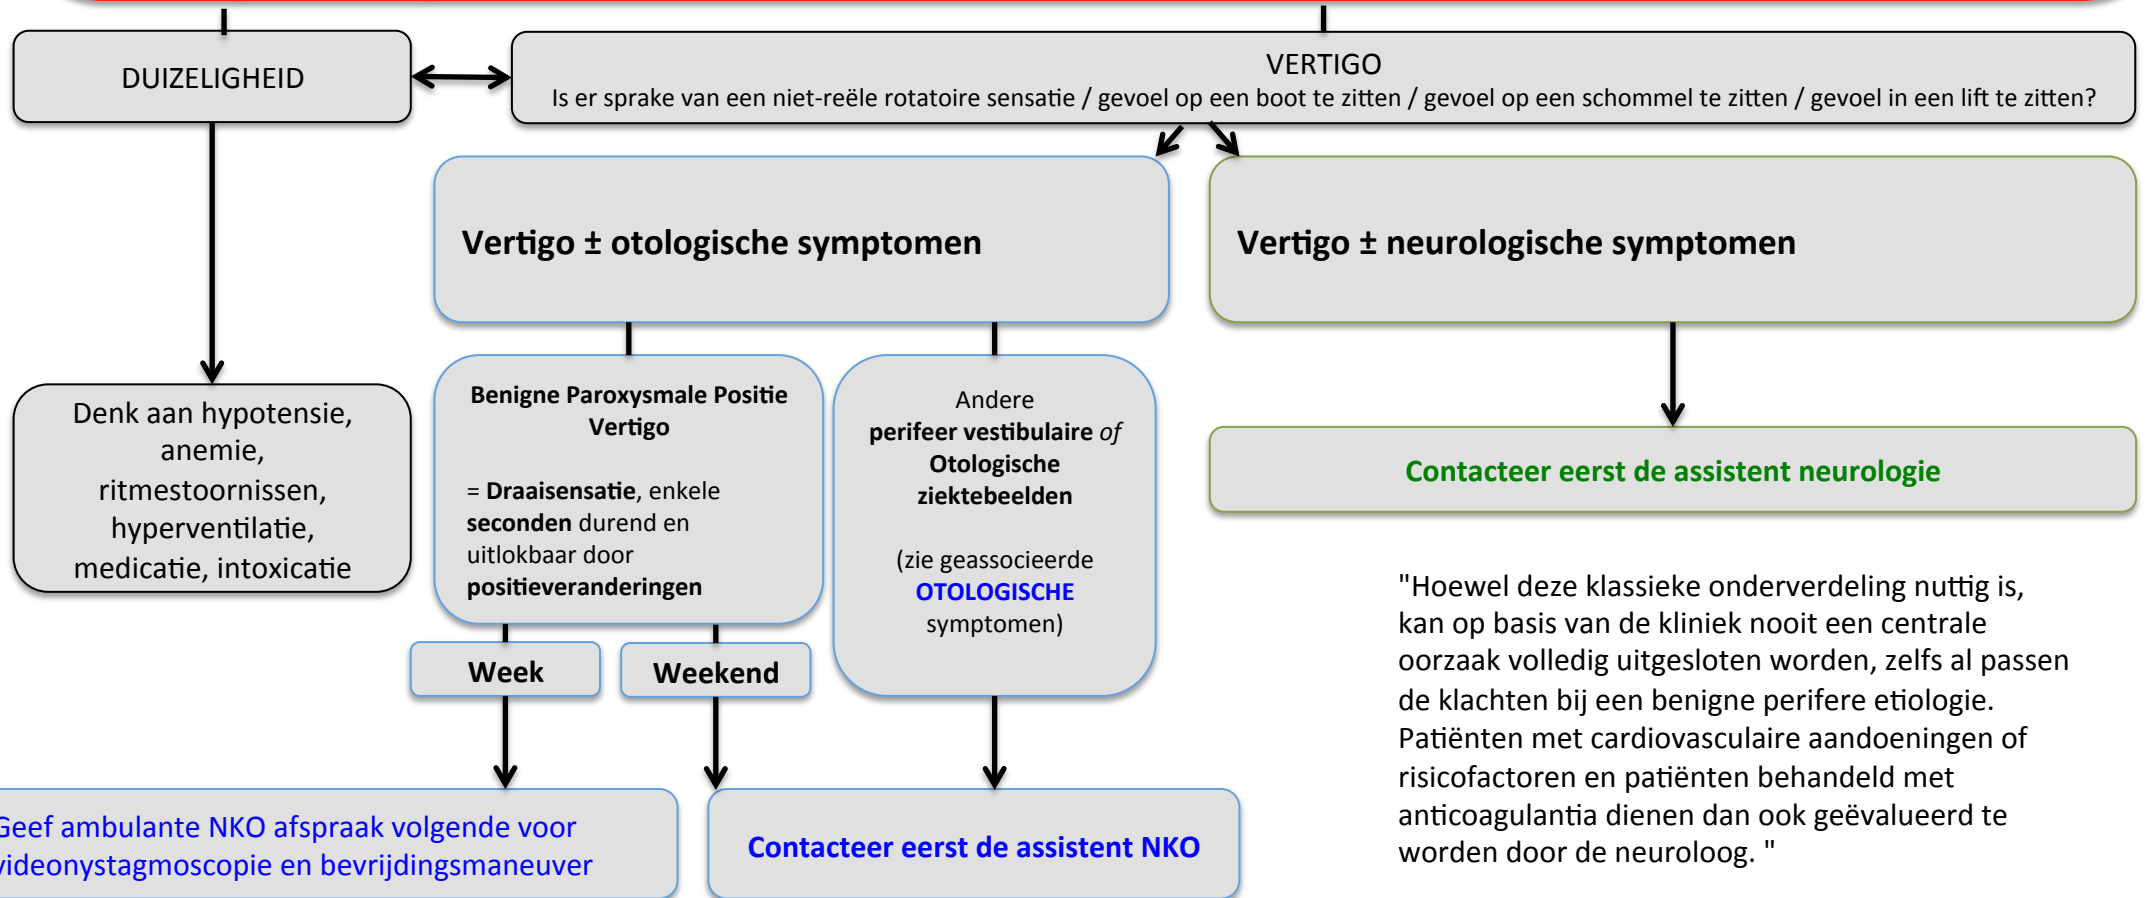 DUIZELIGHEID
VERTIGO
Is er sprake van een niet-reële rotatoire sensatie / gevoel op een boot te zitten / gevoel op een schommel te zitten / gevoel in een lift te zitten?
Vertigo ± otologische symptomen
Vertigo ± neurologische symptomen
Denk aan hypotensie,
anemie,
ritmestoornissen,
hyperventilatie,
medicatie, intoxicatie
Benigne Paroxysmale Positie
Vertigo
= Draaisensatie, enkele
seconden durend en
uitlokbaar door
positieveranderingen
Andere
perifeer vestibulaire of
Otologische
ziektebeelden
(zie geassocieerde
OTOLOGISCHE
symptomen)
Contacteer eerst de assistent neurologie
Week
Weekend
Geef ambulante NKO afspraak volgende voor
videonystagmoscopie en bevrijdingsmaneuver
Contacteer eerst de assistent NKO
"Hoewel deze klassieke onderverdeling nuttig is,
kan op basis van de kliniek nooit een centrale
oorzaak volledig uitgesloten worden, zelfs al passen
de klachten bij een benigne perifere etiologie.
Patiënten met cardiovasculaire aandoeningen of
risicofactoren en patiënten behandeld met
anticoagulantia dienen dan ook geëvalueerd te
worden door de neuroloog. "